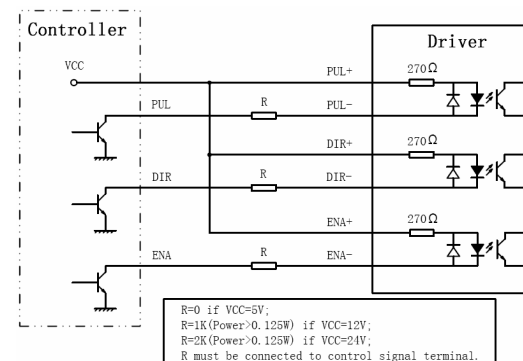 Controller
Driver
VCC
PUL+
270Ω
PUL
R
PUL-
DIR+
270Ω
DIR
R
DIR-
ENA+
270Ω
ENA
R
ENA-
R=0 if VCC=5V;
R=1K(Power>0.125W) if VCC=12V;
R=2K(Power>0.125W) if VCC=24V;
R must be connected to control signal terminal.